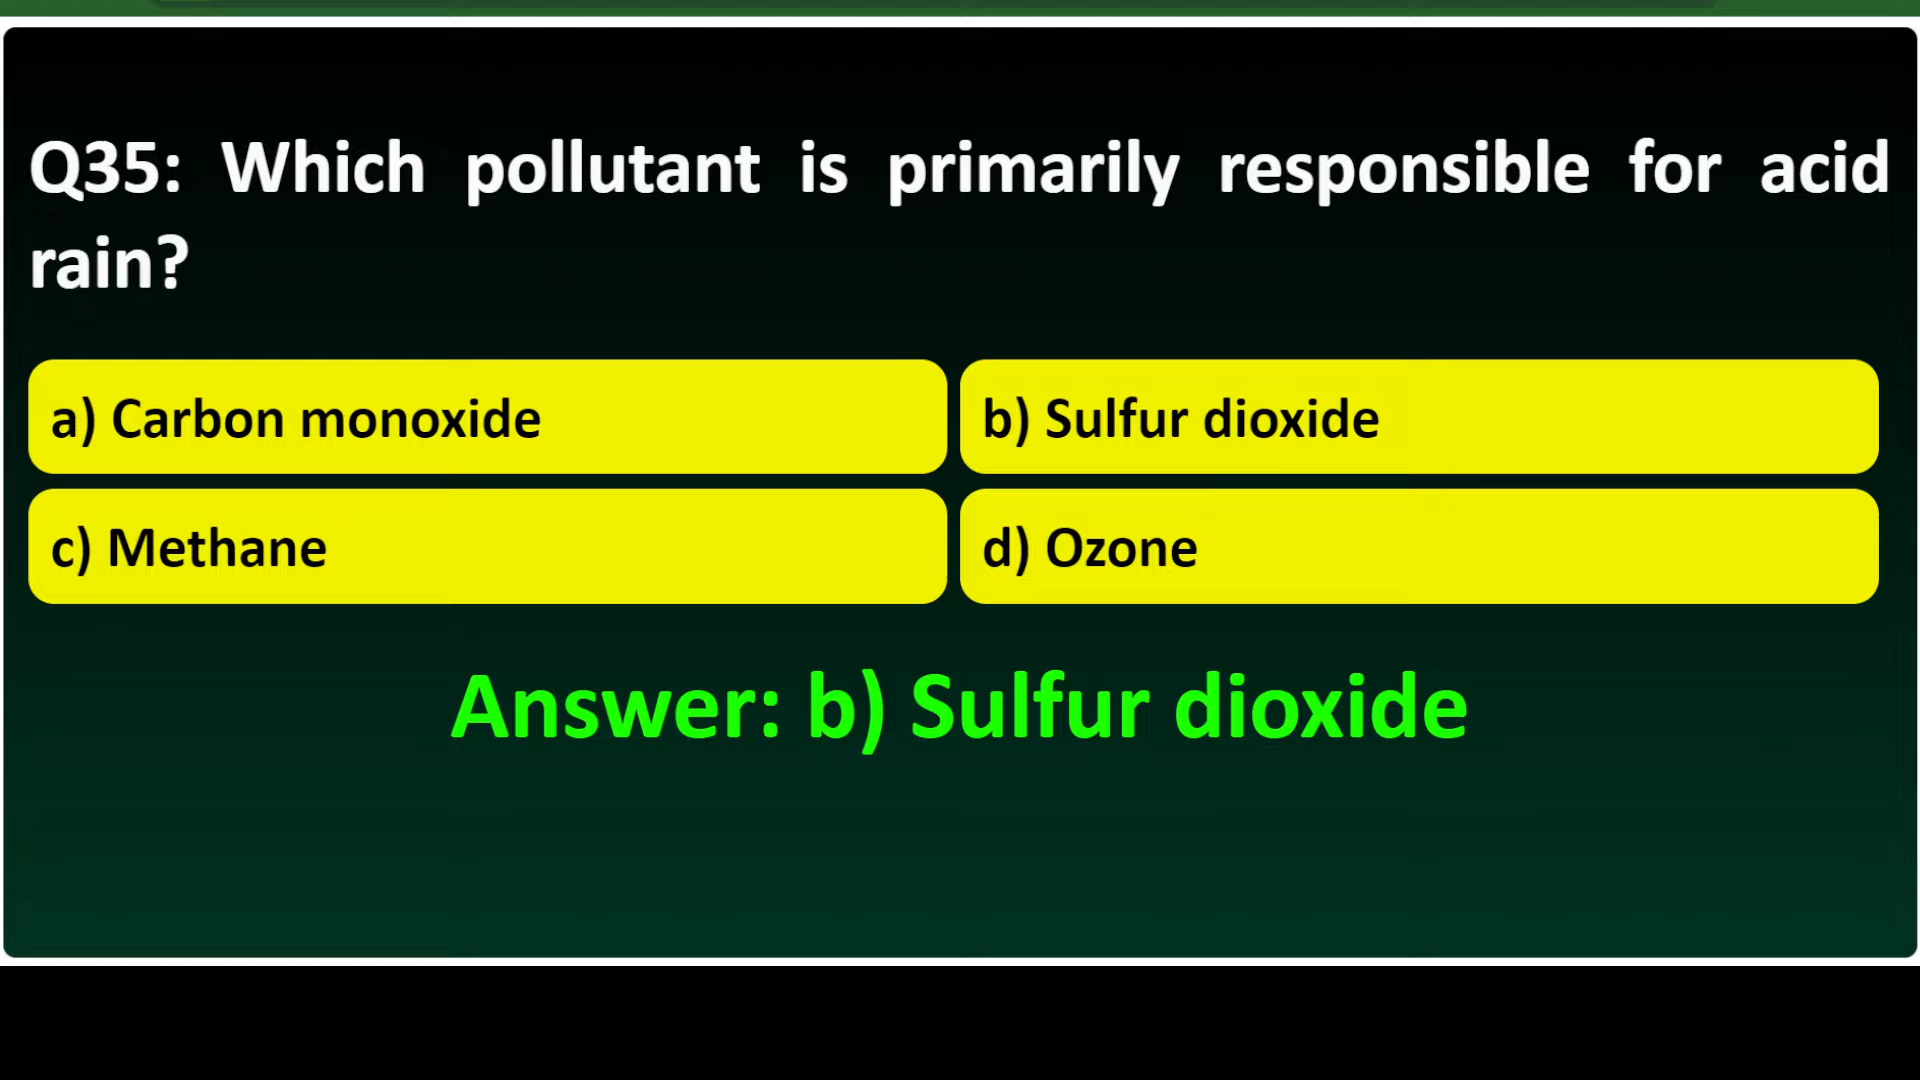 Q35: Which pollutant is primarily responsible for acid
rain?
a) Carbon monoxide
b) Sulfur dioxide
c) Methane
d) Ozone
Answer: b) Sulfur dioxide